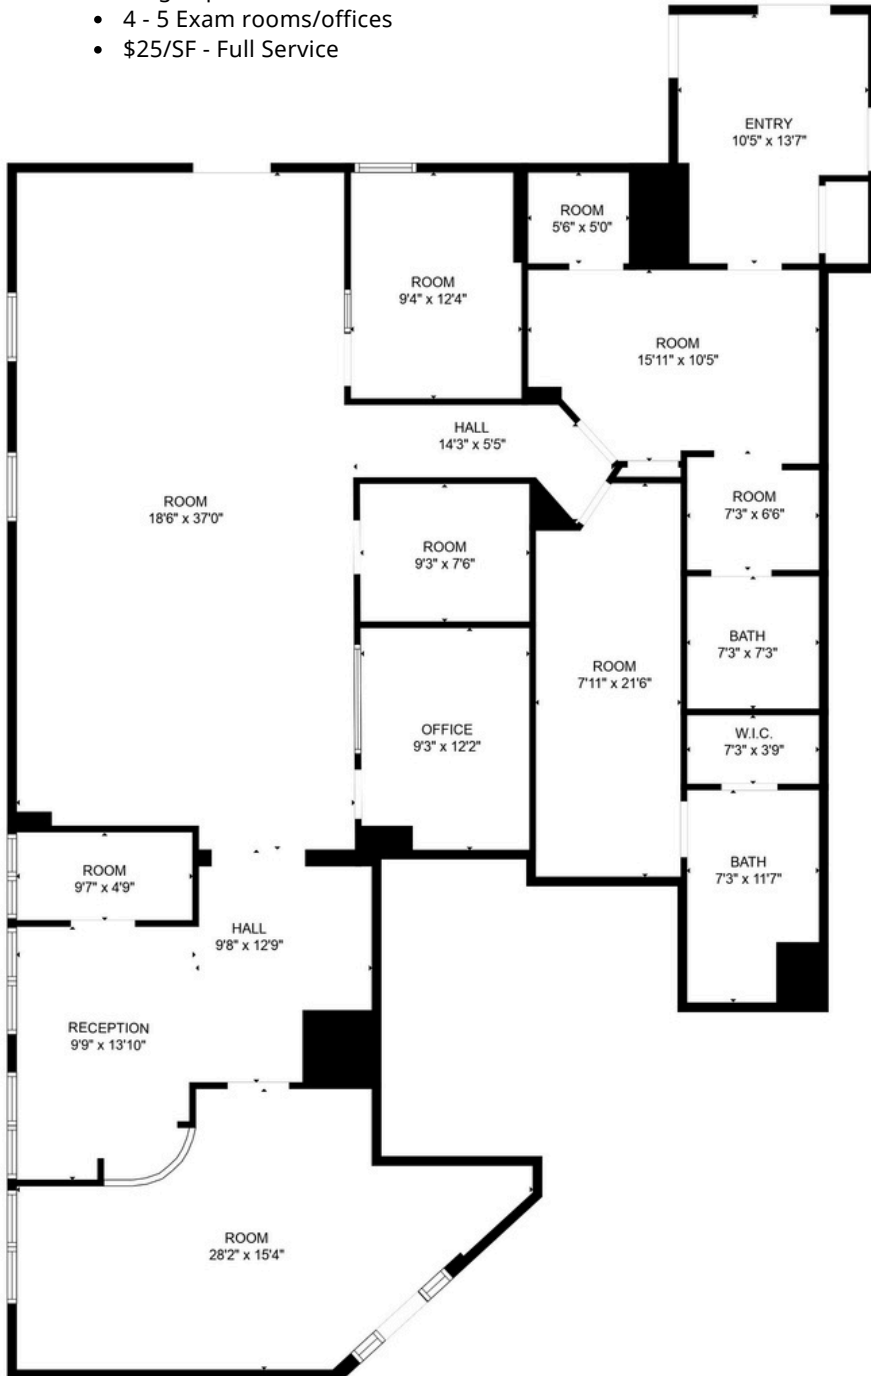 • 4 - 5 Exam rooms/offices
• $25/SF - Full Service
ENTRY
10'5" x 13'7"
ROOM
5'6" x 5'0"
ROOM
9'4" x 12'4"
ROOM
15'11" x 10'5"
HALL
14'3" x 5'5"
ROOM
18'6" x 37'0"
ROOM
7'3" x 6'6"
ROOM
9'3" x 7'6"
BATH
7'3" x 7'3"
ROOM
7'11" x 21'6"
OFFICE
9'3" x 12'2"
W.I.C.
7'3" x 3'9"
ROOM
9'7" x 4'9"
BATH
7'3" x 11'7"
HALL
9'8" x 12'9"
RECEPTION
9'9" x 13'10"
ROOM
28'2" x 15'4"